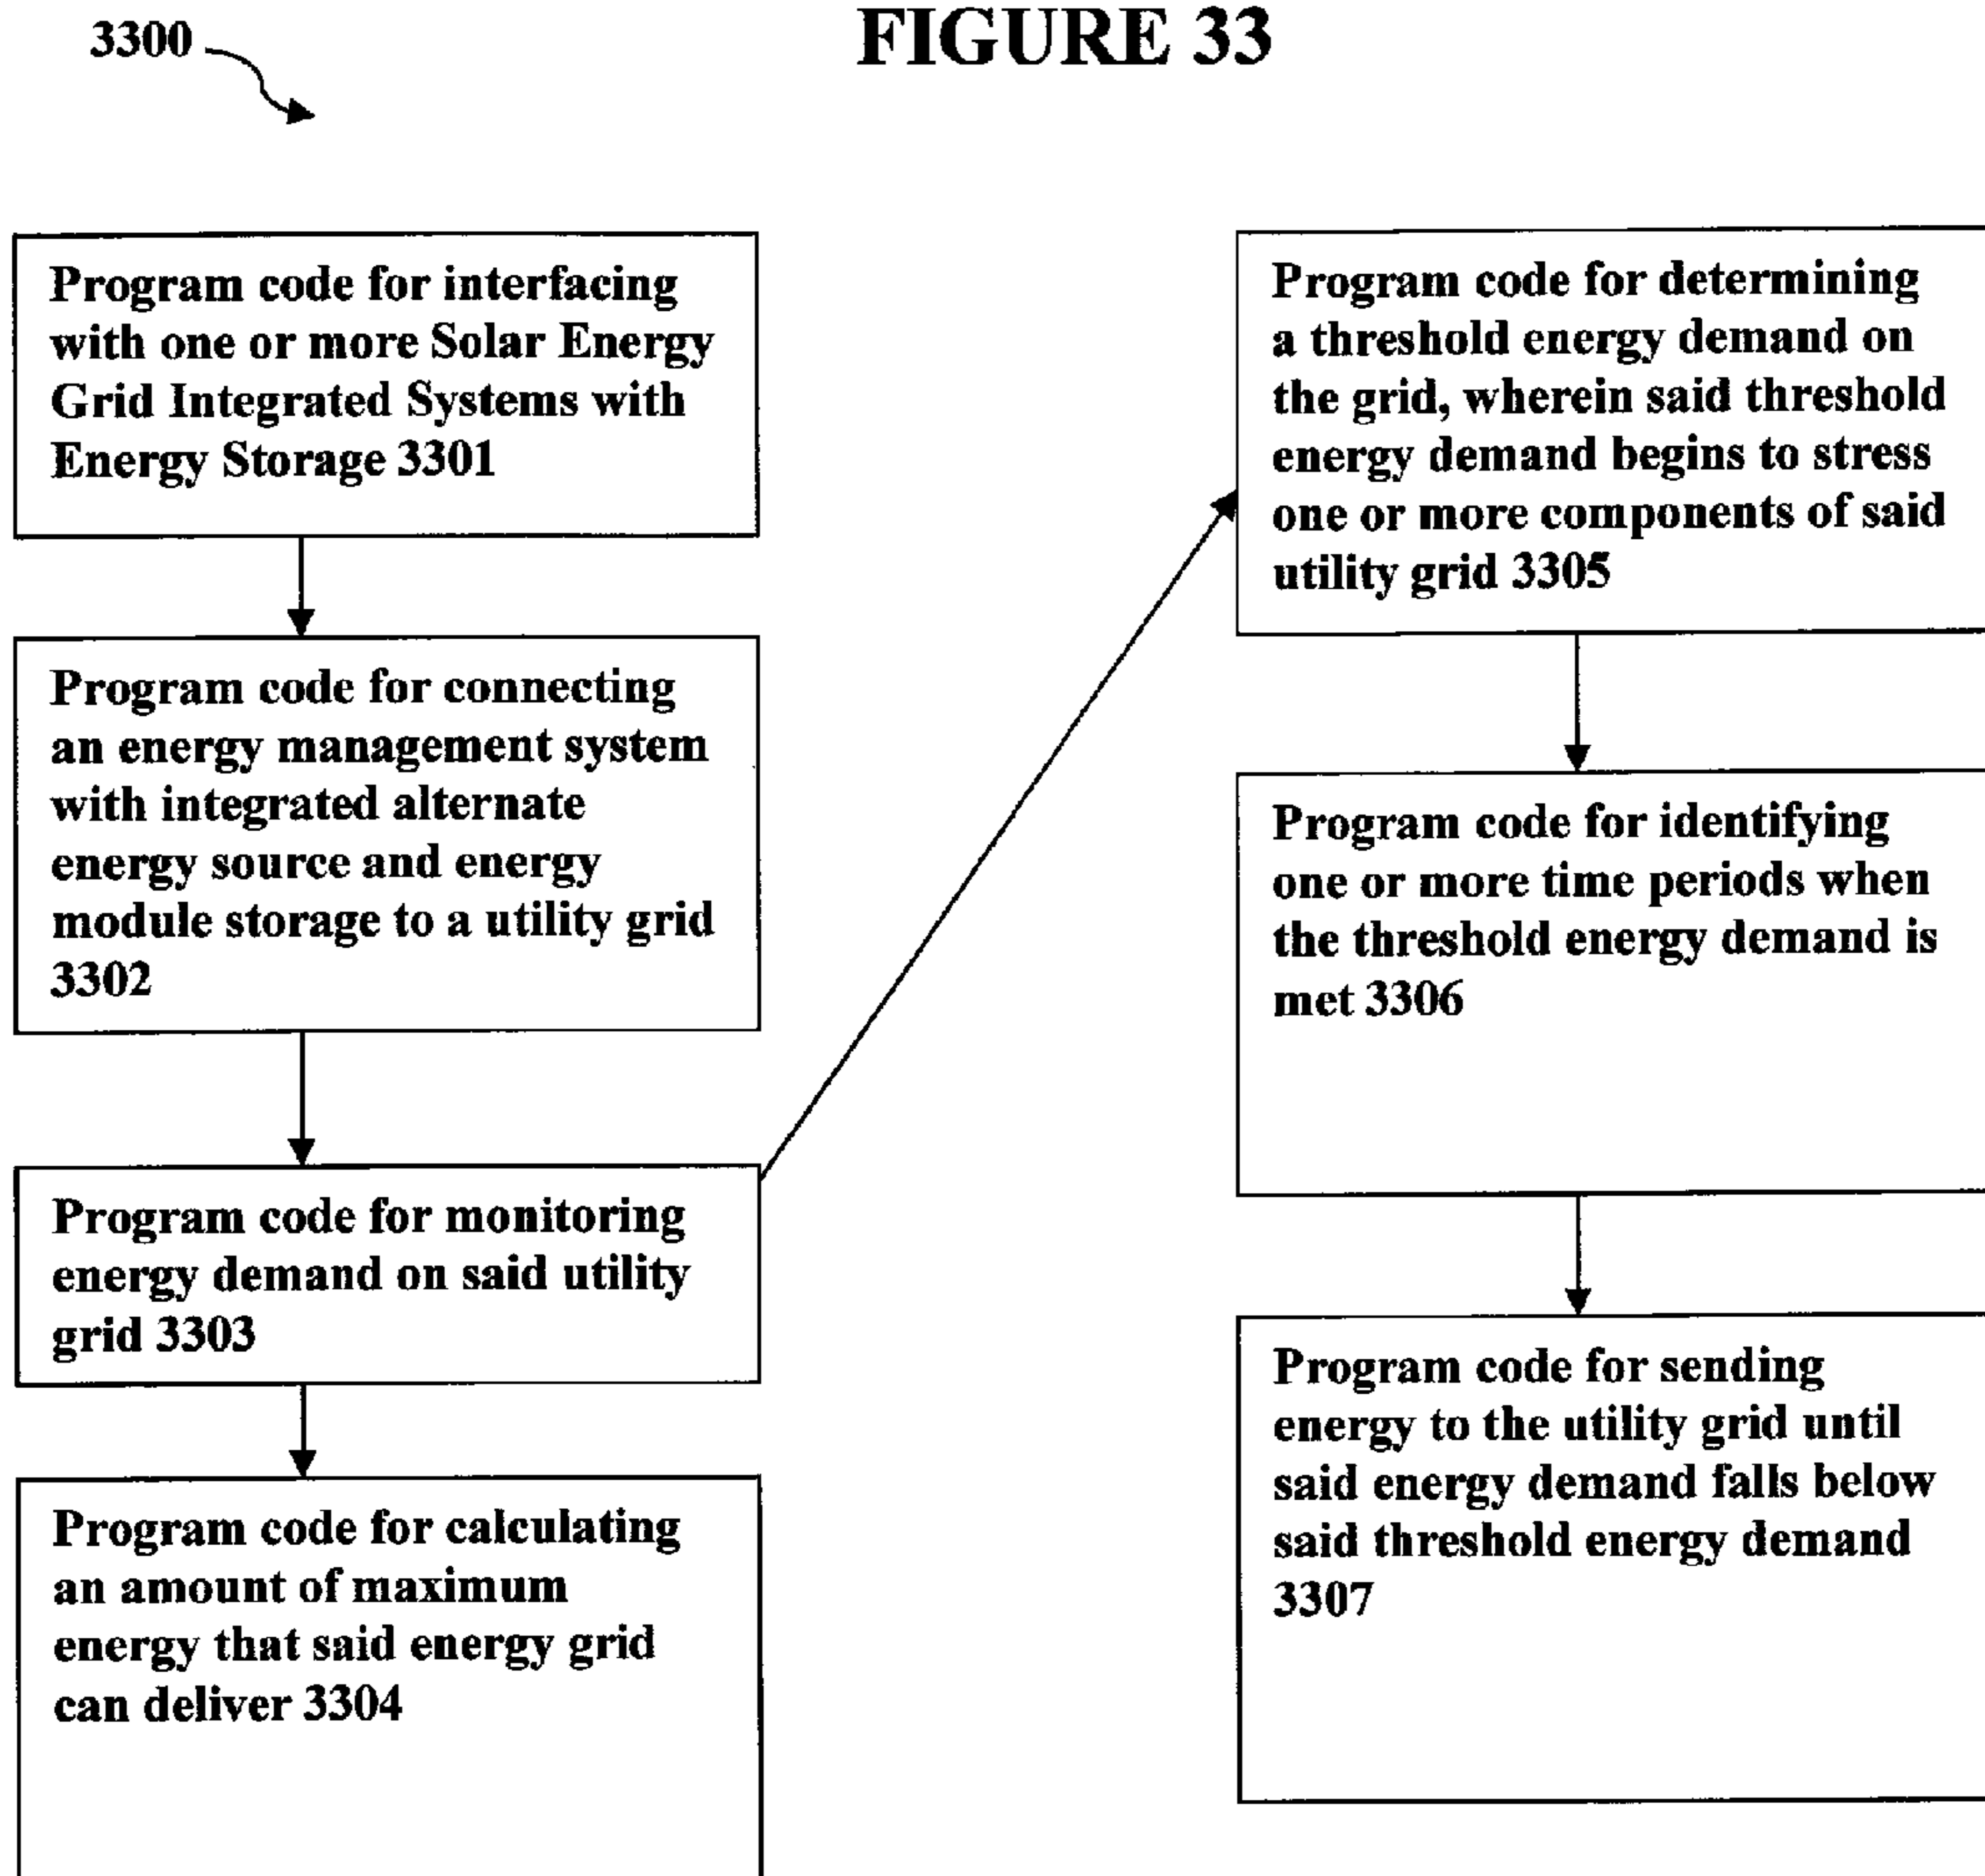 3300
FIGURE 33
Program code for interfacing
with one or more Solar Energy
Grid Integrated Systems with
Energy Storage 3301
Program code for connecting
an energy management system
with integrated alternate
energy source and energy
module storage to a utility grid
3302
Program code for monitoring
energy demand on said utility
grid 3303
Program code for calculating
an amount of maximum
energy that said energy grid
can deliver 3304
Program code for determining
a threshold energy demand on
the grid, wherein said threshold
energy demand begins to stress
one or more components of said
utility grid 3305
Program code for identifying
one or more time periods when
the threshold energy demand is
met 3306
Program code for sending
energy to the utility grid until
said energy demand falls below
said threshold energy demand
3307